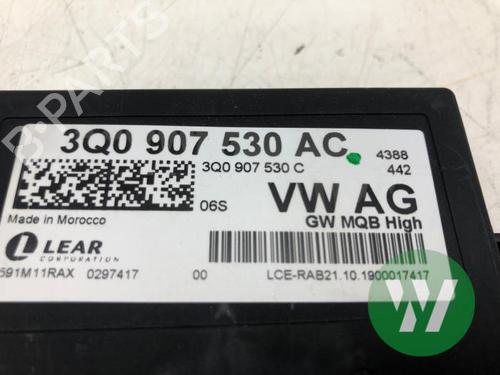 3Q0 907 530 AC
4388
3Q0 907 530 C
442
06S
VW AG
Made in Morocco
GW MQB High
LEAR
CORPORATION
591M11RAX 0297417
00
LCE-RAB21.10.1900017417
B-PARTS
W